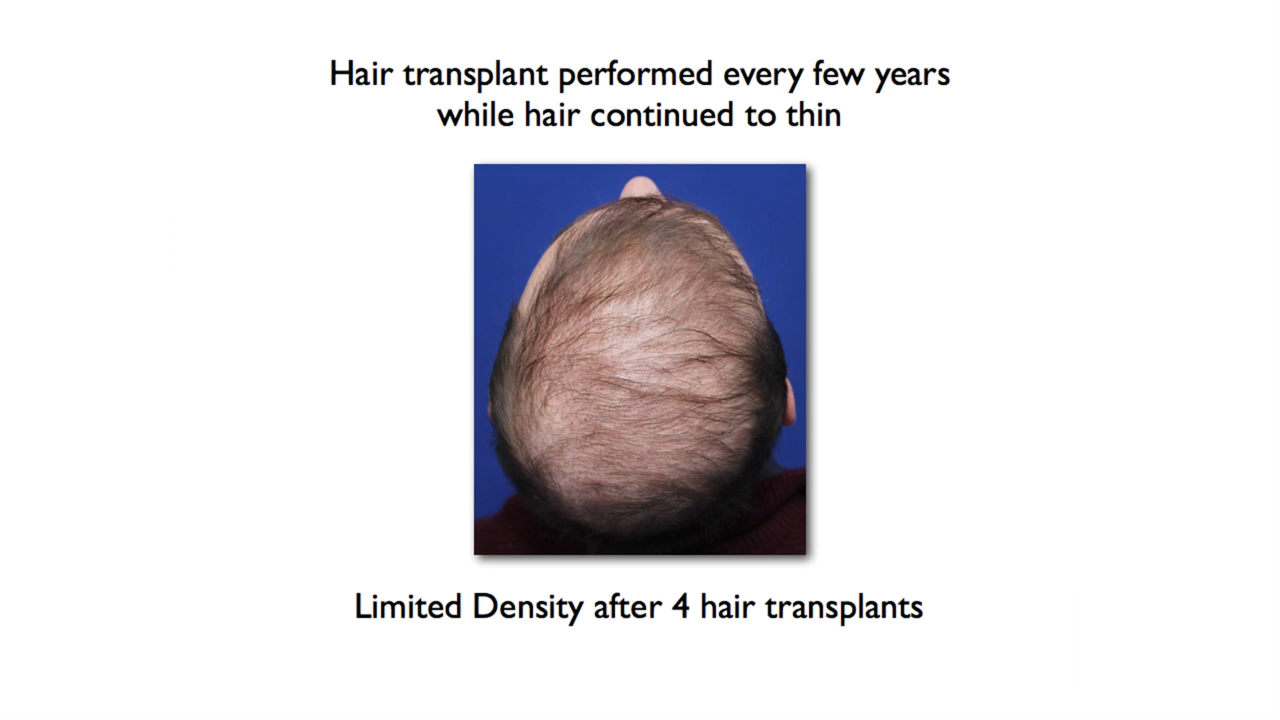 Hair transplant performed every few years
while hair continued to thin
Limited Density after 4 hair transplants